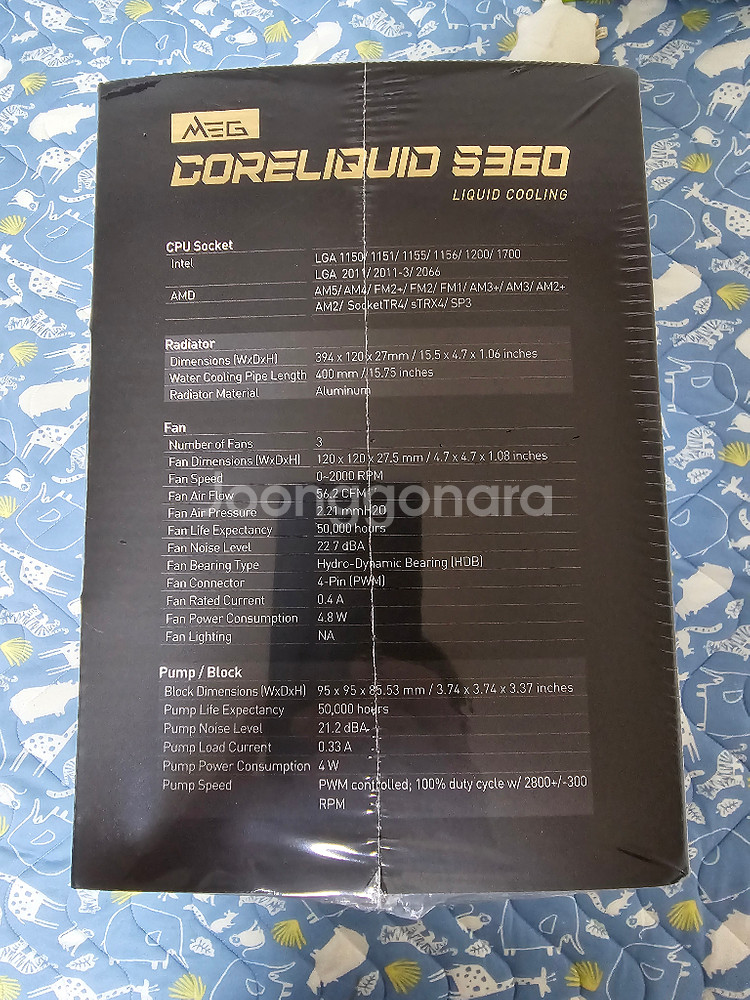 MEG
CORELIQUID S360
LIQUID COOLING
CPU Socket
Intel LGA 1150/ 1151/ 1155/ 1156/ 1200/ 1700
LGA 2011/ 2011-3/ 2066
AMD AM5/ AM4/ FM2+/ FM2/ FM1/ AM3+/ AM3/ AM2+
AM2/ SocketTR4/ sTRX4/ SP3
Radiator
Dimensions (WxDxH) 394 x 120 x 27mm / 15.5 x 4.7 x 1.06 inches
Water Cooling Pipe Length 400 mm / 15.75 inches
Radiator Material Aluminum
Fan
Number of Fans 3
Fan Dimensions (WxDxH) 120 x 120 x 27.5 mm / 4.7 x 4.7 x 1.08 inches
Fan Speed 0~2000 RPM
Fan Air Flow 56.2 CFM
Joonggonara
Fan Air Pressure 2.21 mmH2O
Fan Life Expectancy 50,000 hours
Fan Noise Level 22.7 dBA
Fan Bearing Type Hydro-Dynamic Bearing (HDB)
Fan Connector 4-Pin (PWM)
Fan Rated Current 0.4 A
Fan Power Consumption 4.8 W
Fan Lighting NA
Pump / Block
Block Dimensions (WxDxH) 95 x 95 x 85.53 mm / 3.74 x 3.74 x 3.37 inches
Pump Life Expectancy 50,000 hours
Pump Noise Level 21.2 dBA
Pump Load Current 0.33 A
Pump Power Consumption 4 W
Pump Speed PWM controlled; 100% duty cycle w/ 2800+/-300
RPM